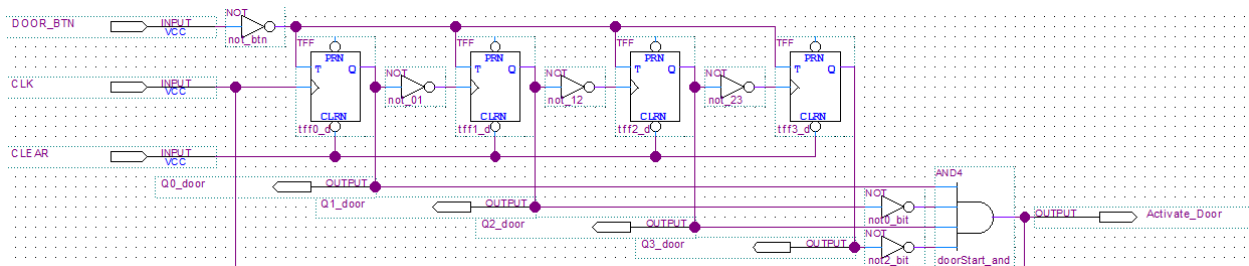 DOOR_BTN INPUT VCC NOT not_btn
TFF TFF TFF TFF
PRN PRN PRN PRN
T Q T Q T Q T Q
CLK INPUT VCC NOT not_01 NOT not_12 NOT not_23
CLRN CLRN CLRN CLRN
tff0_d tff1_d tff2_d tff3_d
CLEAR INPUT VCC
Q0_door OUTPUT
Q1_door OUTPUT
Q2_door OUTPUT
Q3_door OUTPUT
NOT not0_bit
NOT not2_bit
AND4
doorStart_and
OUTPUT Activate_Door